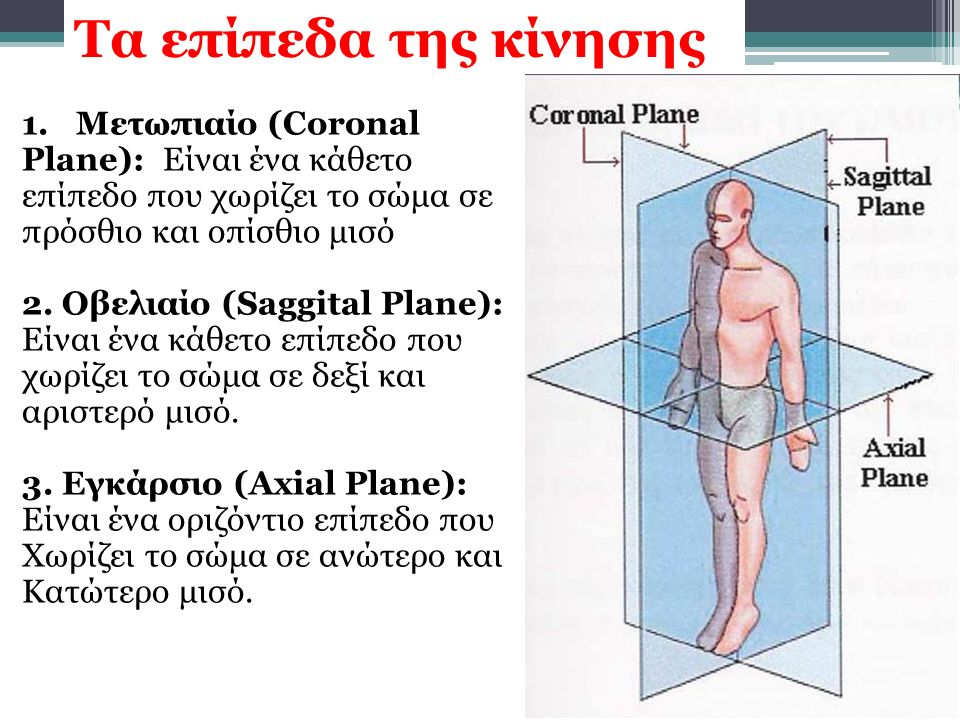 Τα επίπεδα της κίνησης
1. Μετωπιαίο (Coronal
Plane): Είναι ένα κάθετο
επίπεδο που χωρίζει το σώμα σε
πρόσθιο και οπίσθιο μισό
2. Οβελιαίο (Saggital Plane):
Είναι ένα κάθετο επίπεδο που
χωρίζει το σώμα σε δεξί και
αριστερό μισό.
3. Εγκάρσιο (Axial Plane):
Είναι ένα οριζόντιο επίπεδο που
Χωρίζει το σώμα σε ανώτερο και
Κατώτερο μισό.
Coronal Plane
Sagittal
Plane
Axial
Plane